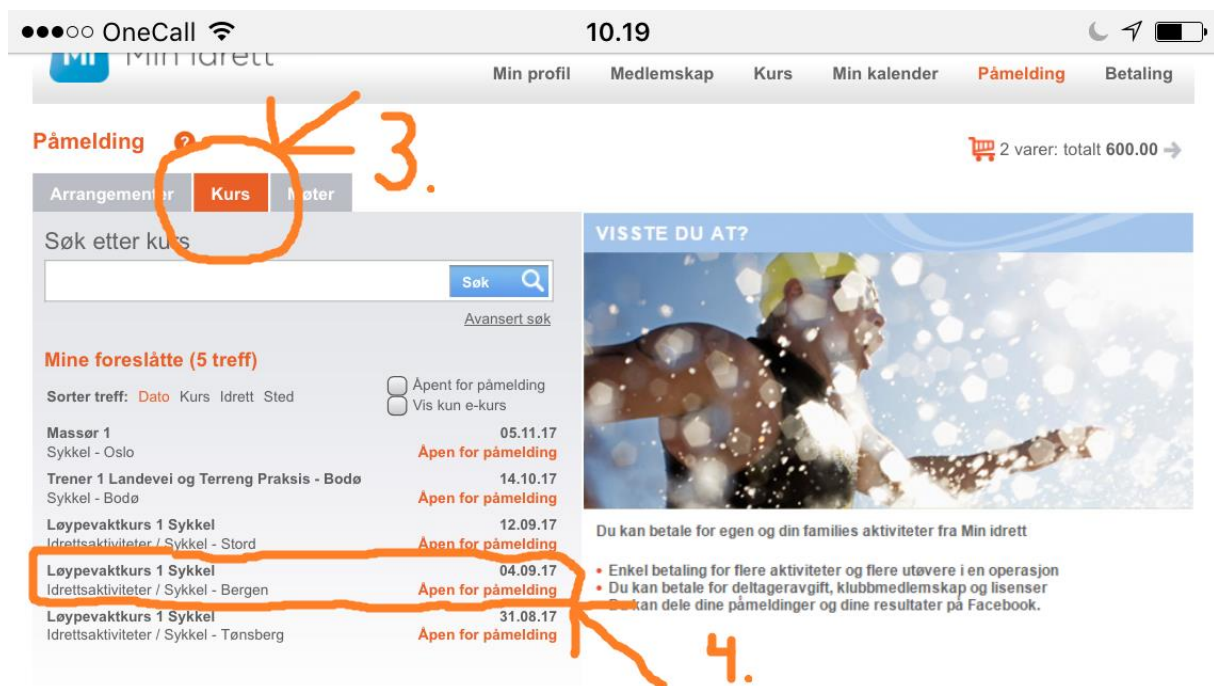 OneCall 10.19
Min idrett
Min profil Medlemskap Kurs Min kalender Påmelding Betaling
Påmelding ?
3.
2 varer: totalt 600.00
Arrangementer Kurs Møter
Søk etter kurs
Søk
Avansert søk
Mine foreslåtte (5 treff)
Sorter treff: Dato Kurs Idrett Sted
Åpent for påmelding
Vis kun e-kurs
Massør 1 05.11.17
Sykkel - Oslo Åpen for påmelding
Trener 1 Landevei og Terreng Praksis - Bodø 14.10.17
Sykkel - Bodø Åpen for påmelding
Løypevaktkurs 1 Sykkel 12.09.17
Idrettsaktiviteter / Sykkel - Stord Åpen for påmelding
Løypevaktkurs 1 Sykkel 04.09.17
Idrettsaktiviteter / Sykkel - Bergen Åpen for påmelding
Løypevaktkurs 1 Sykkel 31.08.17
Idrettsaktiviteter / Sykkel - Tønsberg Åpen for påmelding
4.
VISSTE DU AT?
Du kan betale for egen og din families aktiviteter fra Min idrett
• Enkel betaling for flere aktiviteter og flere utøvere i en operasjon
• Du kan betale for deltageravgift, klubbmedlemskap og lisenser
• Du kan dele dine påmeldinger og dine resultater på Facebook.